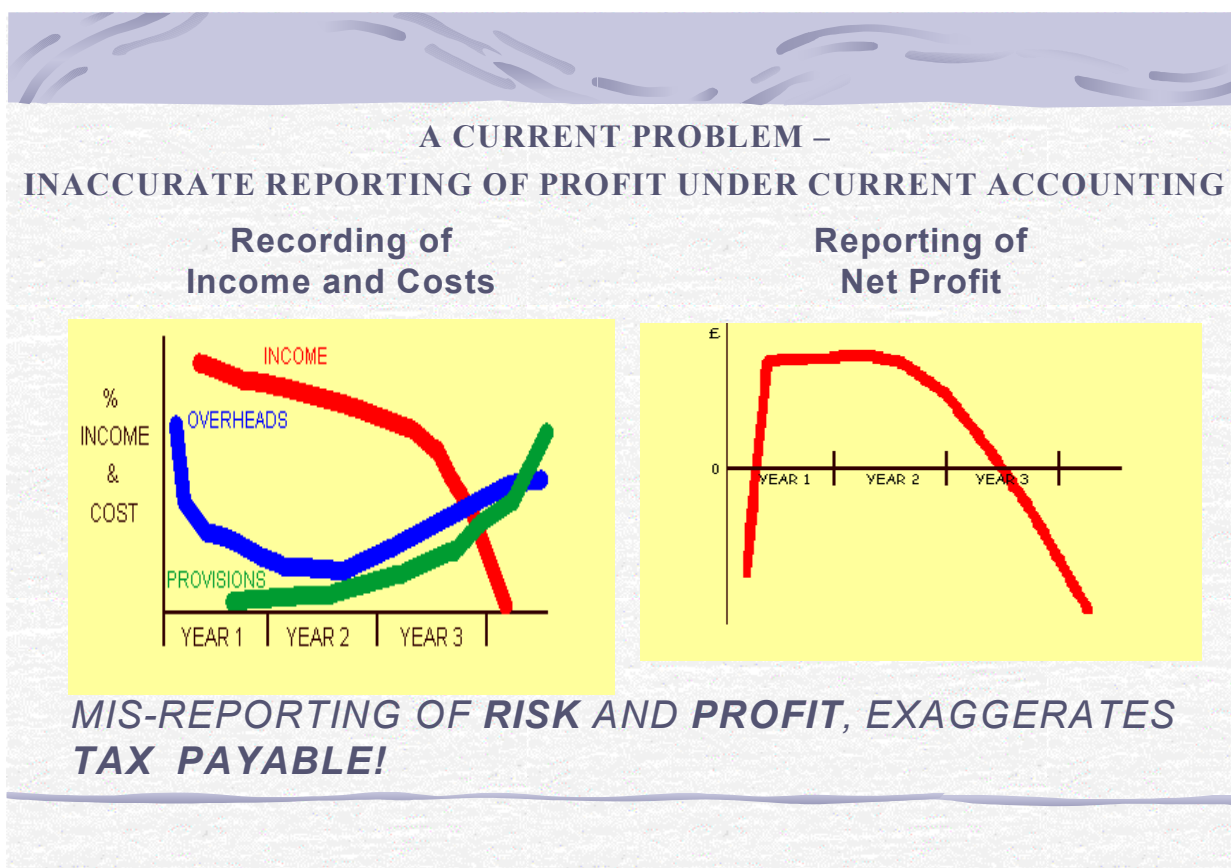 A CURRENT PROBLEM –
INACCURATE REPORTING OF PROFIT UNDER CURRENT ACCOUNTING
Recording of
Income and Costs
Reporting of
Net Profit
INCOME
%
INCOME
&
COST
OVERHEADS
PROVISIONS
YEAR 1 YEAR 2 YEAR 3
£
0
YEAR 1 YEAR 2 YEAR 3
MIS-REPORTING OF RISK AND PROFIT, EXAGGERATES
TAX PAYABLE!